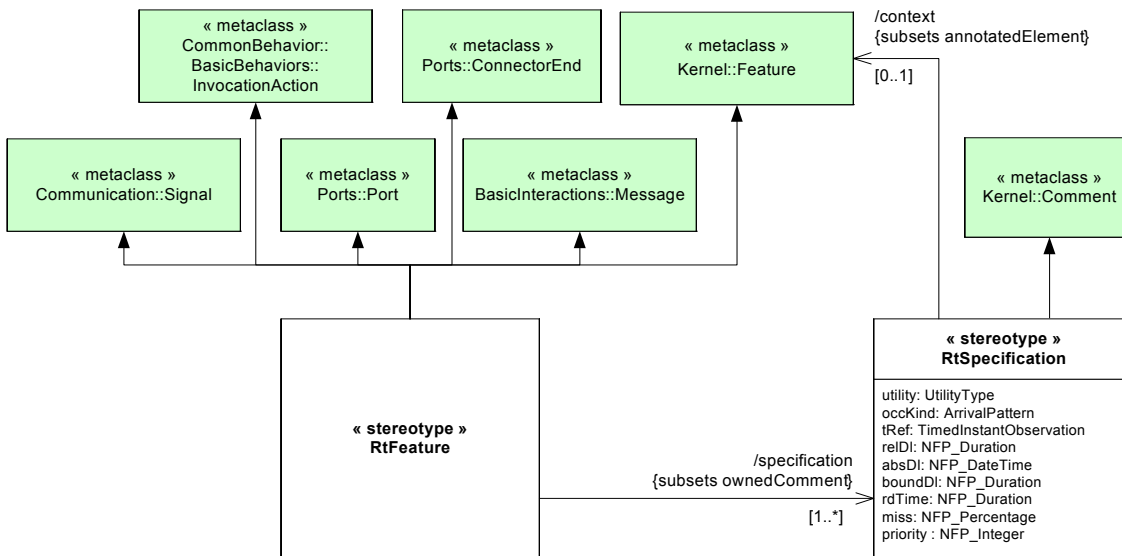 « metaclass »
CommonBehavior::
BasicBehaviors::
InvocationAction
« metaclass »
Ports::ConnectorEnd
« metaclass »
Kernel::Feature
/context
{subsets annotatedElement}
[0..1]
« metaclass »
Communication::Signal
« metaclass »
Ports::Port
« metaclass »
BasicInteractions::Message
« metaclass »
Kernel::Comment
« stereotype »
RtFeature
/specification
{subsets ownedComment}
[1..*]
« stereotype »
RtSpecification
utility: UtilityType
occKind: ArrivalPattern
tRef: TimedInstantObservation
relDl: NFP_Duration
absDl: NFP_DateTime
boundDl: NFP_Duration
rdTime: NFP_Duration
miss: NFP_Percentage
priority : NFP_Integer